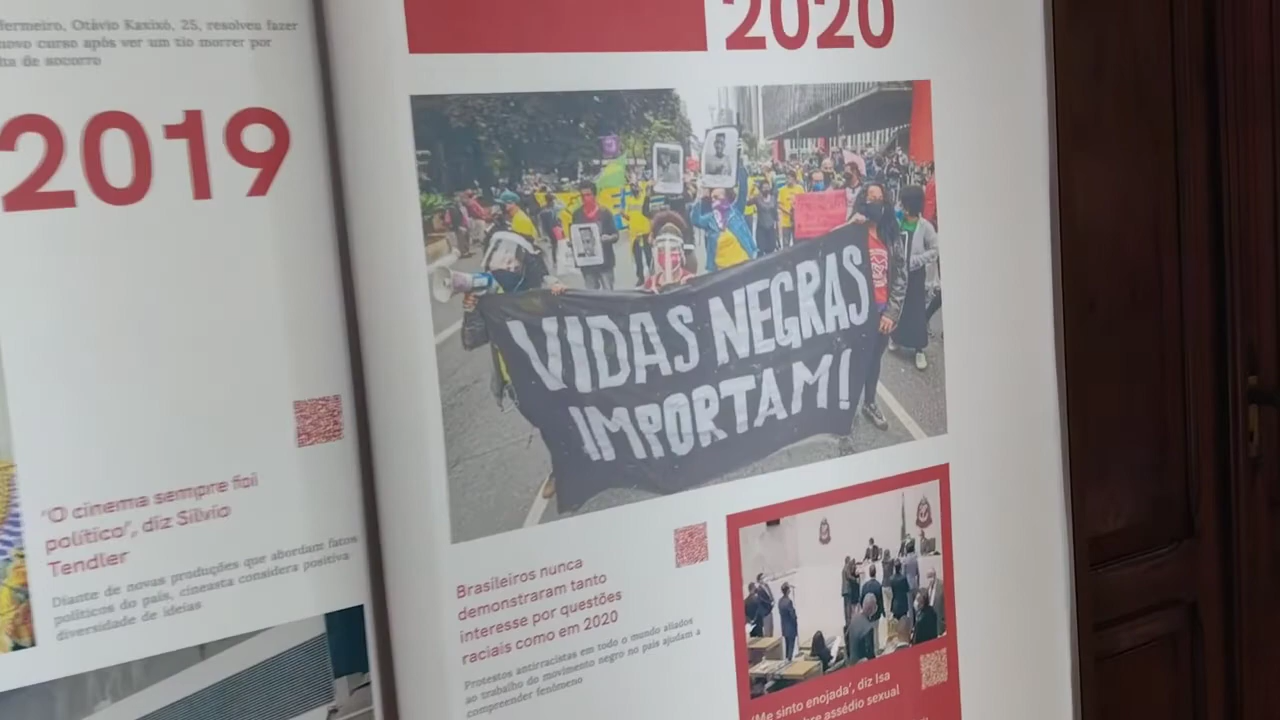 fermeiro, Otávio Kaxixó, 25, resolveu fazer
novo curso após ver um tio morrer por
lta de socorro
2019
'O cinema sempre foi
político', diz Silvio
Tendler
Diante de novas produções que abordam fatos
políticos do país, cineasta considera positiva
diversidade de ideias
2020
VIDAS NEGRAS
IMPORTAM!
Brasileiros nunca
demonstraram tanto
interesse por questões
raciais como em 2020
Protestos antirracistas em todo o mundo aliados
ao trabalho do movimento negro no país ajudam a
compreender fenômeno
'Me sinto enojada', diz Isa
bre assédio sexual